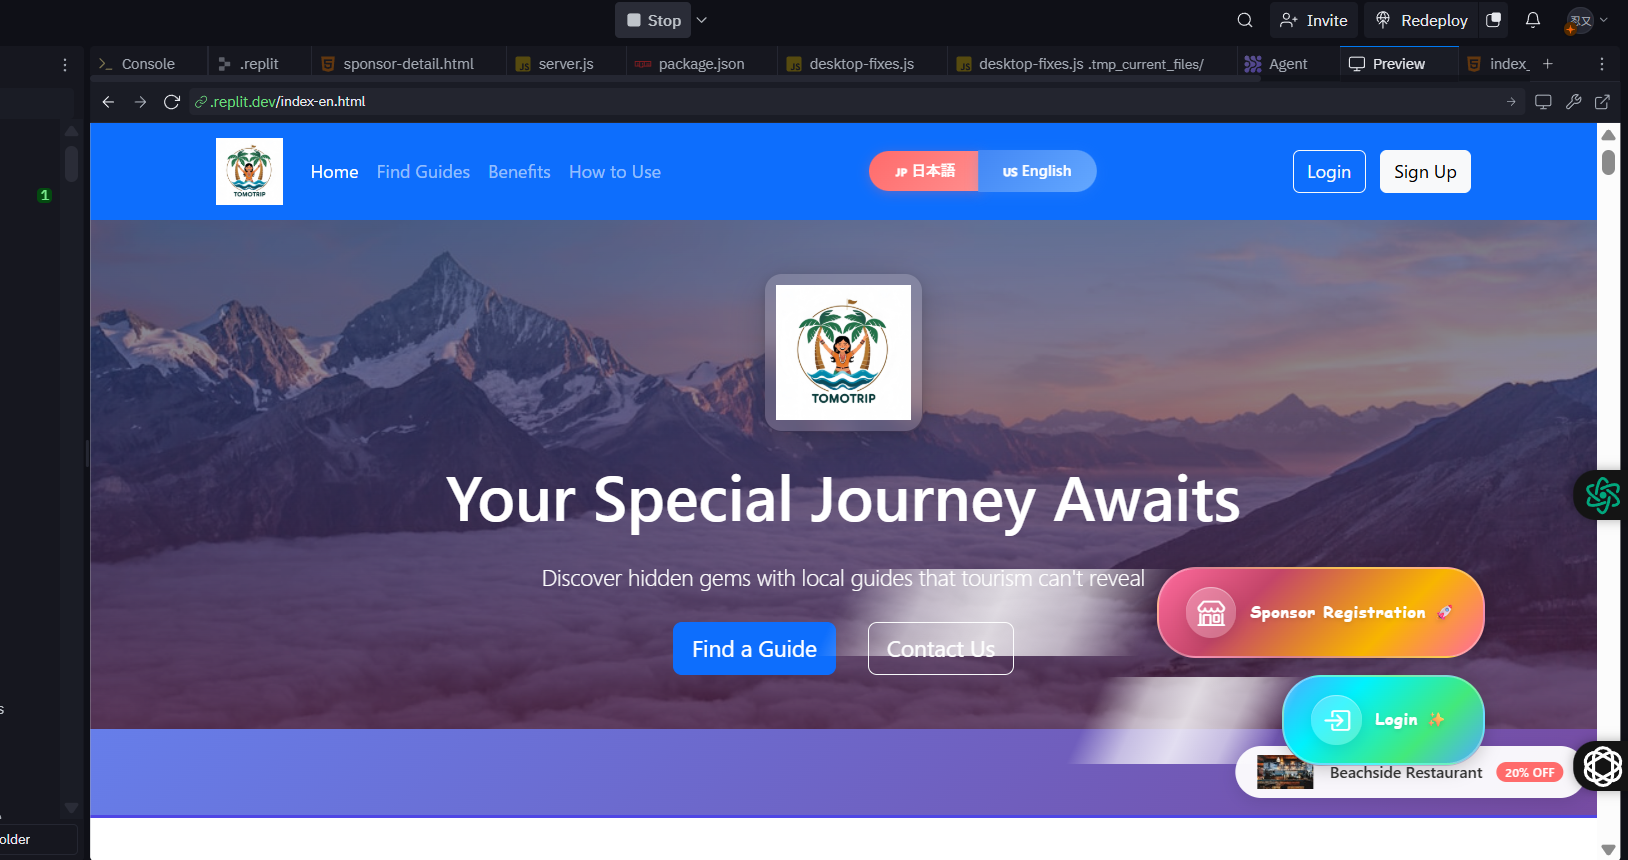 Stop
Invite
Redeploy
Console
.replit
sponsor-detail.html
server.js
package.json
desktop-fixes.js
desktop-fixes.js .tmp_current_files/
Agent
Preview
index_
.replit.dev/index-en.html
1
TOMOTRIP
Home
Find Guides
Benefits
How to Use
JP 日本語
US English
Login
Sign Up
TOMOTRIP
Your Special Journey Awaits
Discover hidden gems with local guides that tourism can't reveal
Find a Guide
Contact Us
Sponsor Registration 🚀
Login ✨
Beachside Restaurant
20% OFF
s
older